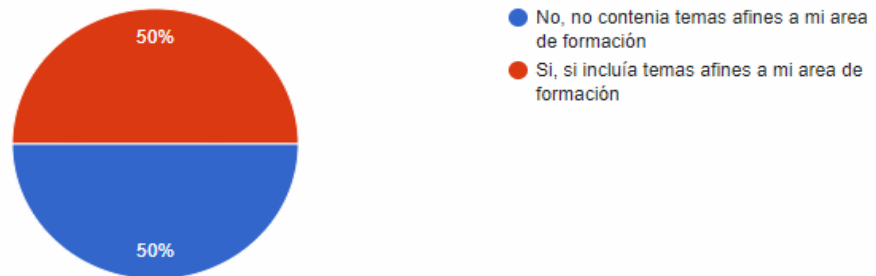 50%
50%
No, no contenia temas afines a mi area
de formación
Si, si incluía temas afines a mi area de
formación